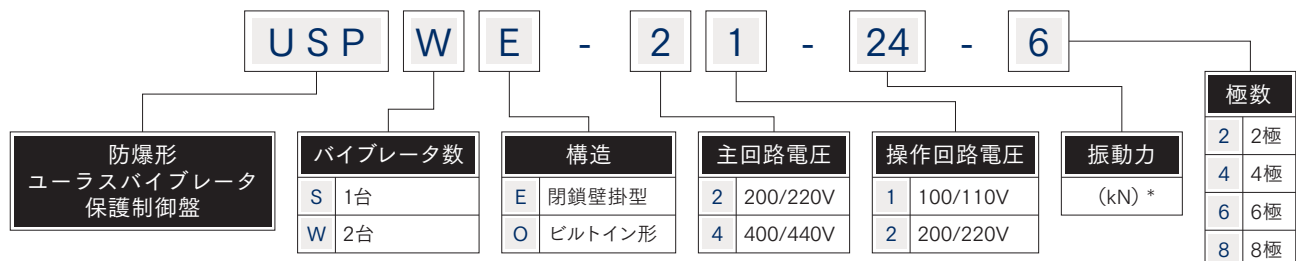 USP W E - 2 1 - 24 - 6
防爆形
ユーラスバイブレータ
保護制御盤
バイブレータ数
S 1台
W 2台
構造
E 閉鎖壁掛型
O ビルトイン形
主回路電圧
2 200/220V
4 400/440V
操作回路電圧
1 100/110V
2 200/220V
振動力
(kN) *
極数
2 2極
4 4極
6 6極
8 8極